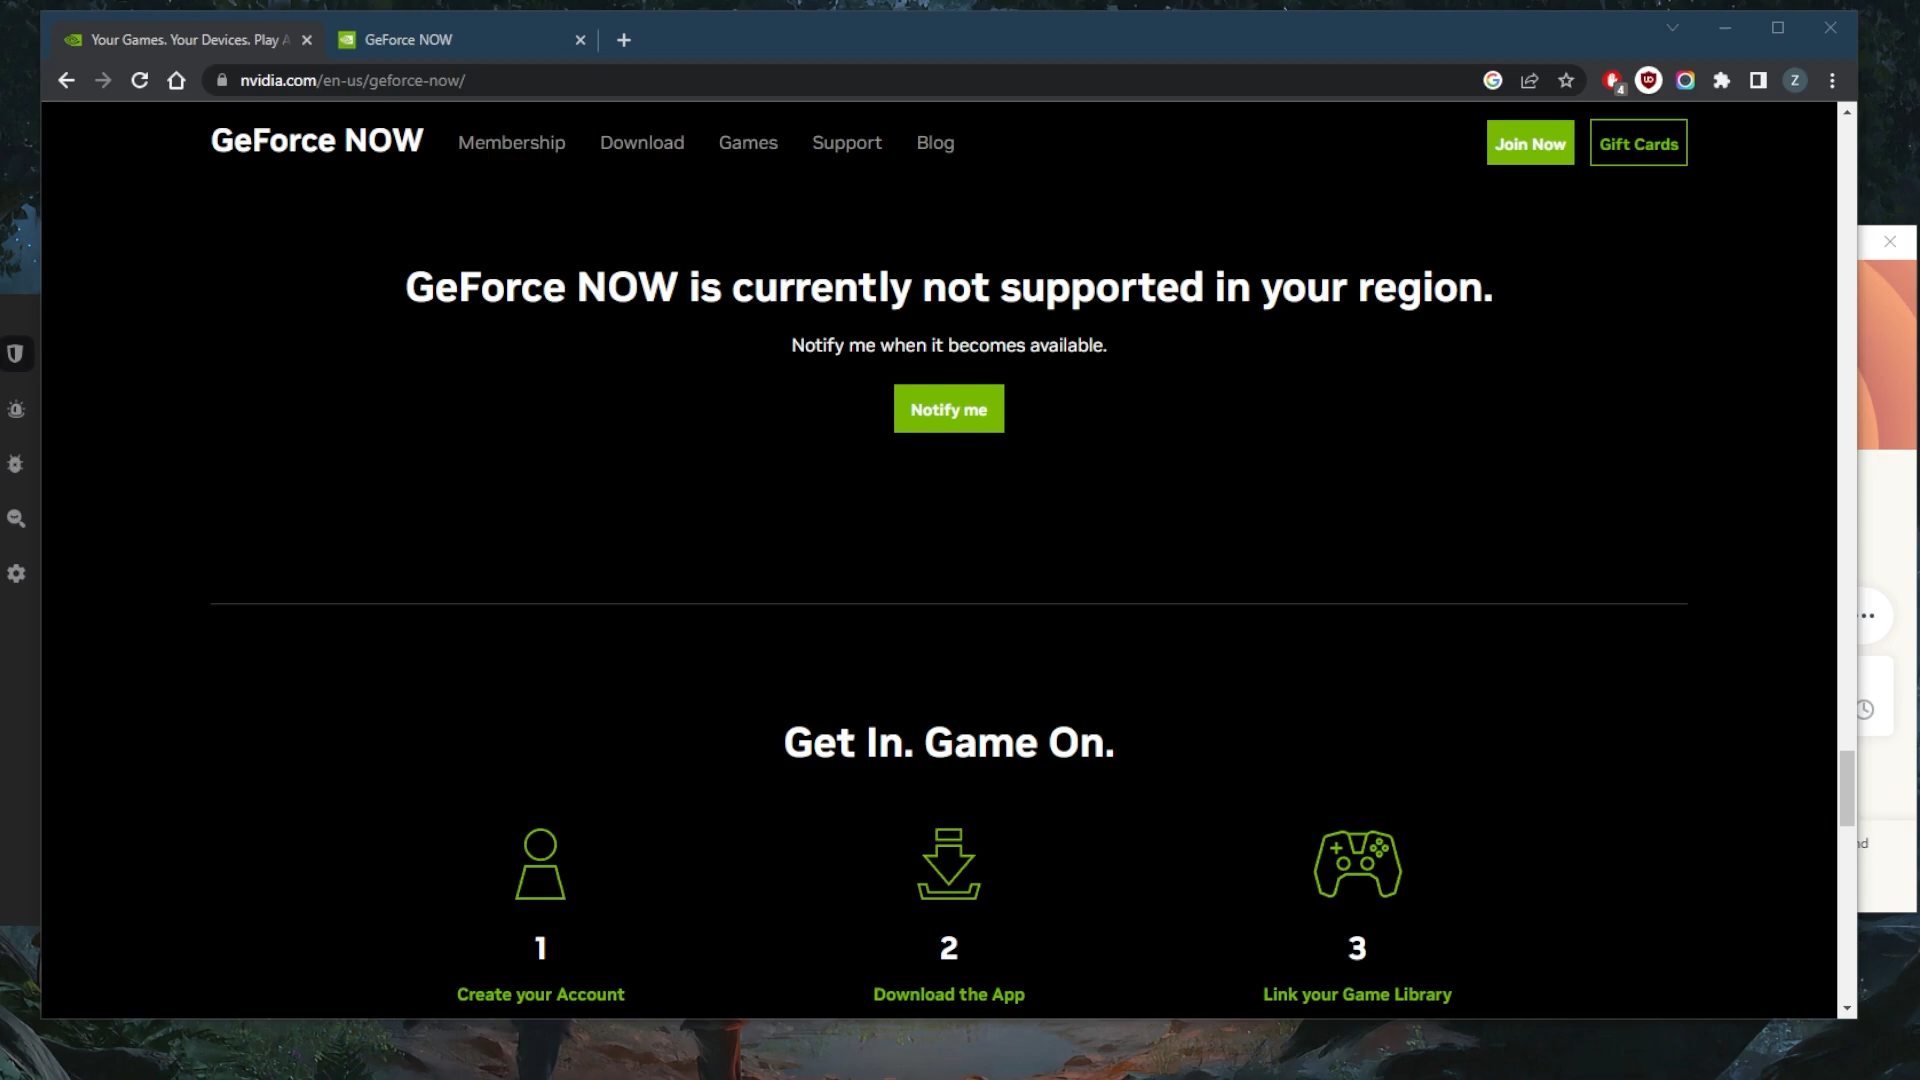 Your Games. Your Devices. Play A
GeForce NOW
nvidia.com/en-us/geforce-now/
4
Z
GeForce NOW
Membership
Download
Games
Support
Blog
Join Now
Gift Cards
GeForce NOW is currently not supported in your region.
Notify me when it becomes available.
Notify me
Get In. Game On.
1
2
3
Create your Account
Download the App
Link your Game Library
nd